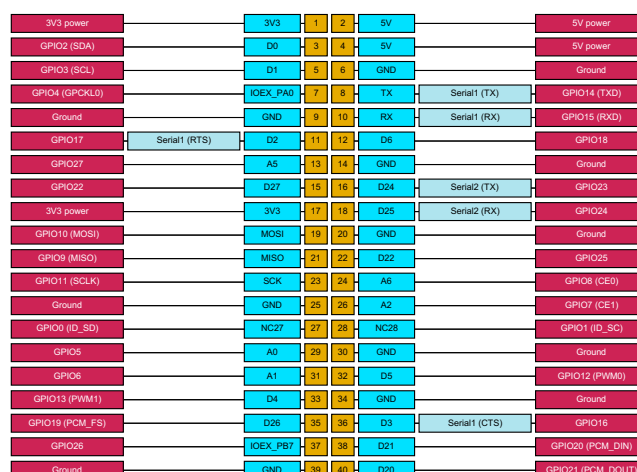 3V3 power 3V3 1 2 5V 5V power
GPIO2 (SDA) D0 3 4 5V 5V power
GPIO3 (SCL) D1 5 6 GND Ground
GPIO4 (GPCKL0) IOEX_PA0 7 8 TX Serial1 (TX) GPIO14 (TXD)
Ground GND 9 10 RX Serial1 (RX) GPIO15 (RXD)
GPIO17 Serial1 (RTS) D2 11 12 D6 GPIO18
GPIO27 A5 13 14 GND Ground
GPIO22 D27 15 16 D24 Serial2 (TX) GPIO23
3V3 power 3V3 17 18 D25 Serial2 (RX) GPIO24
GPIO10 (MOSI) MOSI 19 20 GND Ground
GPIO9 (MISO) MISO 21 22 D22 GPIO25
GPIO11 (SCLK) SCK 23 24 A6 GPIO8 (CE0)
Ground GND 25 26 A2 GPIO7 (CE1)
GPIO0 (ID_SD) NC27 27 28 NC28 GPIO1 (ID_SC)
GPIO5 A0 29 30 GND Ground
GPIO6 A1 31 32 D5 GPIO12 (PWM0)
GPIO13 (PWM1) D4 33 34 GND Ground
GPIO19 (PCM_FS) D26 35 36 D3 Serial1 (CTS) GPIO16
GPIO26 IOEX_PB7 37 38 D21 GPIO20 (PCM_DIN)
Ground GND 39 40 D20 GPIO21 (PCM_DOUT)